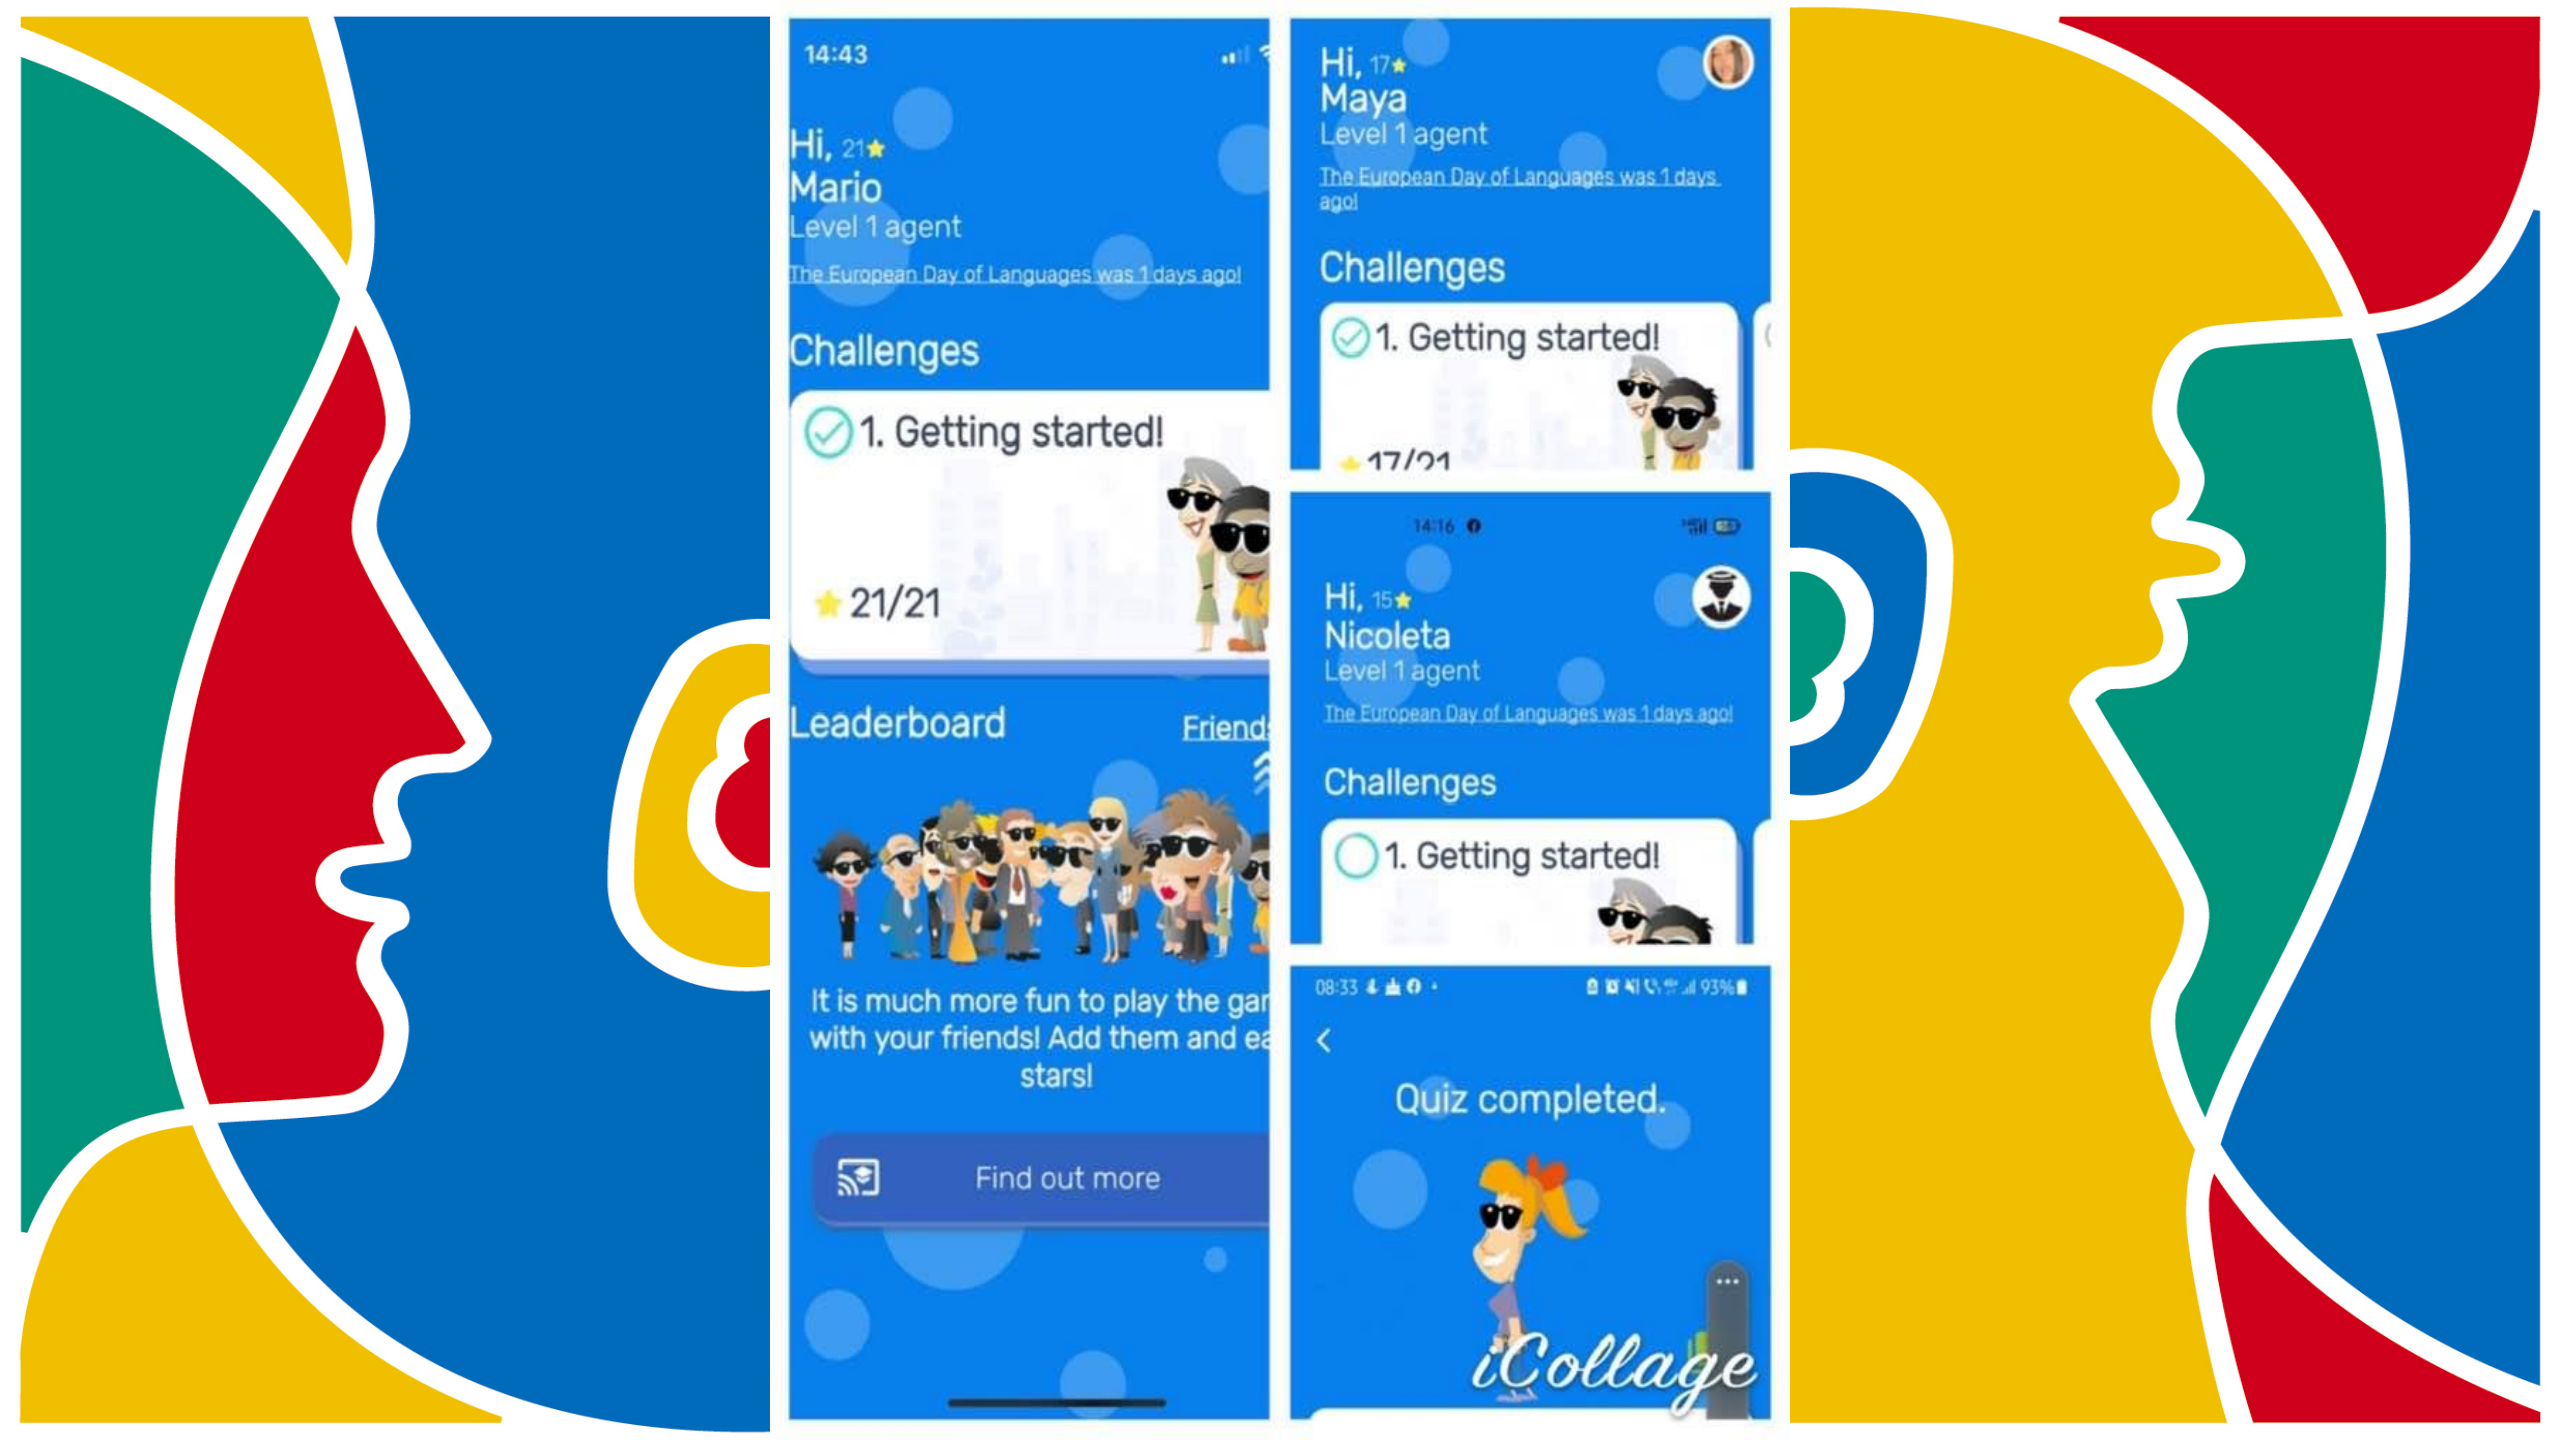 14:43
Hi, 21
Mario
Level 1 agent
The European Day of Languages was 1 days ago!
Challenges
1. Getting started!
21/21
Leaderboard
Friends
It is much more fun to play the
with your friends! Add them and
stars!
Find out more
Hi, 17
Maya
Level 1 agent
The European Day of Languages was 1 days
ago!
Challenges
1. Getting started!
17/21
14:16
Hi, 15
Nicoleta
Level 1 agent
The European Day of Languages was 1 days ago!
Challenges
1. Getting started!
08:33
93%
Quiz completed.
iCollage